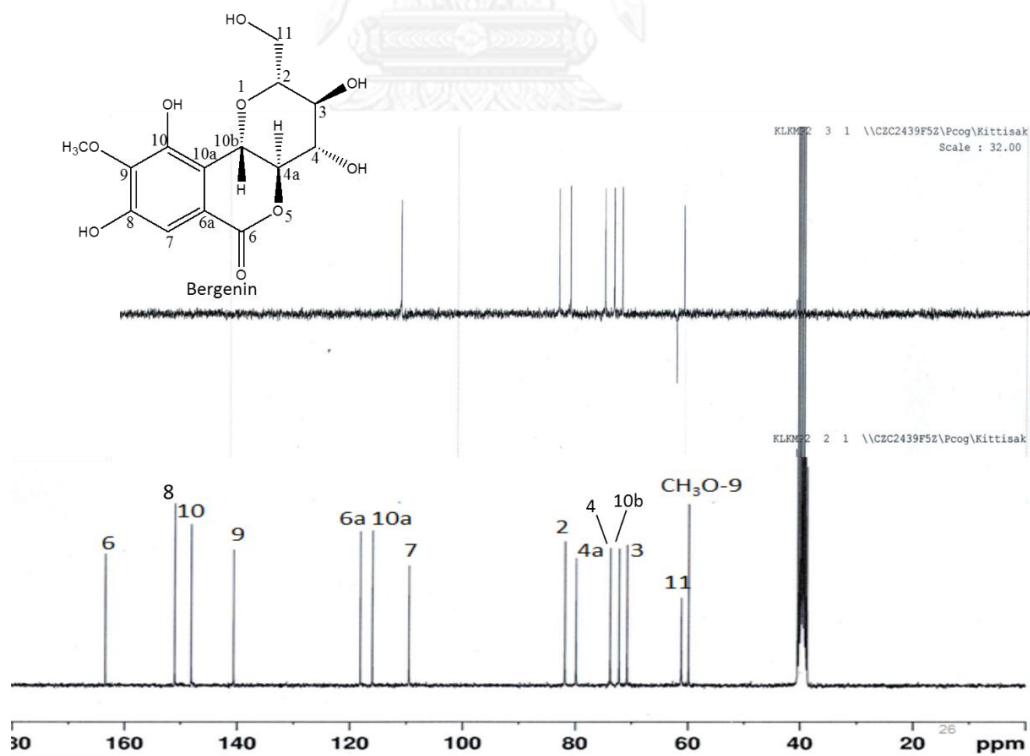 HO
11
2
OH
1
O
3
OH
10
10b
H
4
OH
H₃CO
9
10a
H
4a
8
6a
O
5
HO
7
6
O
Bergenin
KLKM22 3 1 \\CZC2439F5Z\Pcog\Kittisak
Scale : 32.00
KLKM22 2 1 \\CZC2439F5Z\Pcog\Kittisak
CH₃O-9
8
10
6
9
6a
10a
7
2
4a
4
10b
3
11
80 160 140 120 100 80 60 40 20 ppm
26